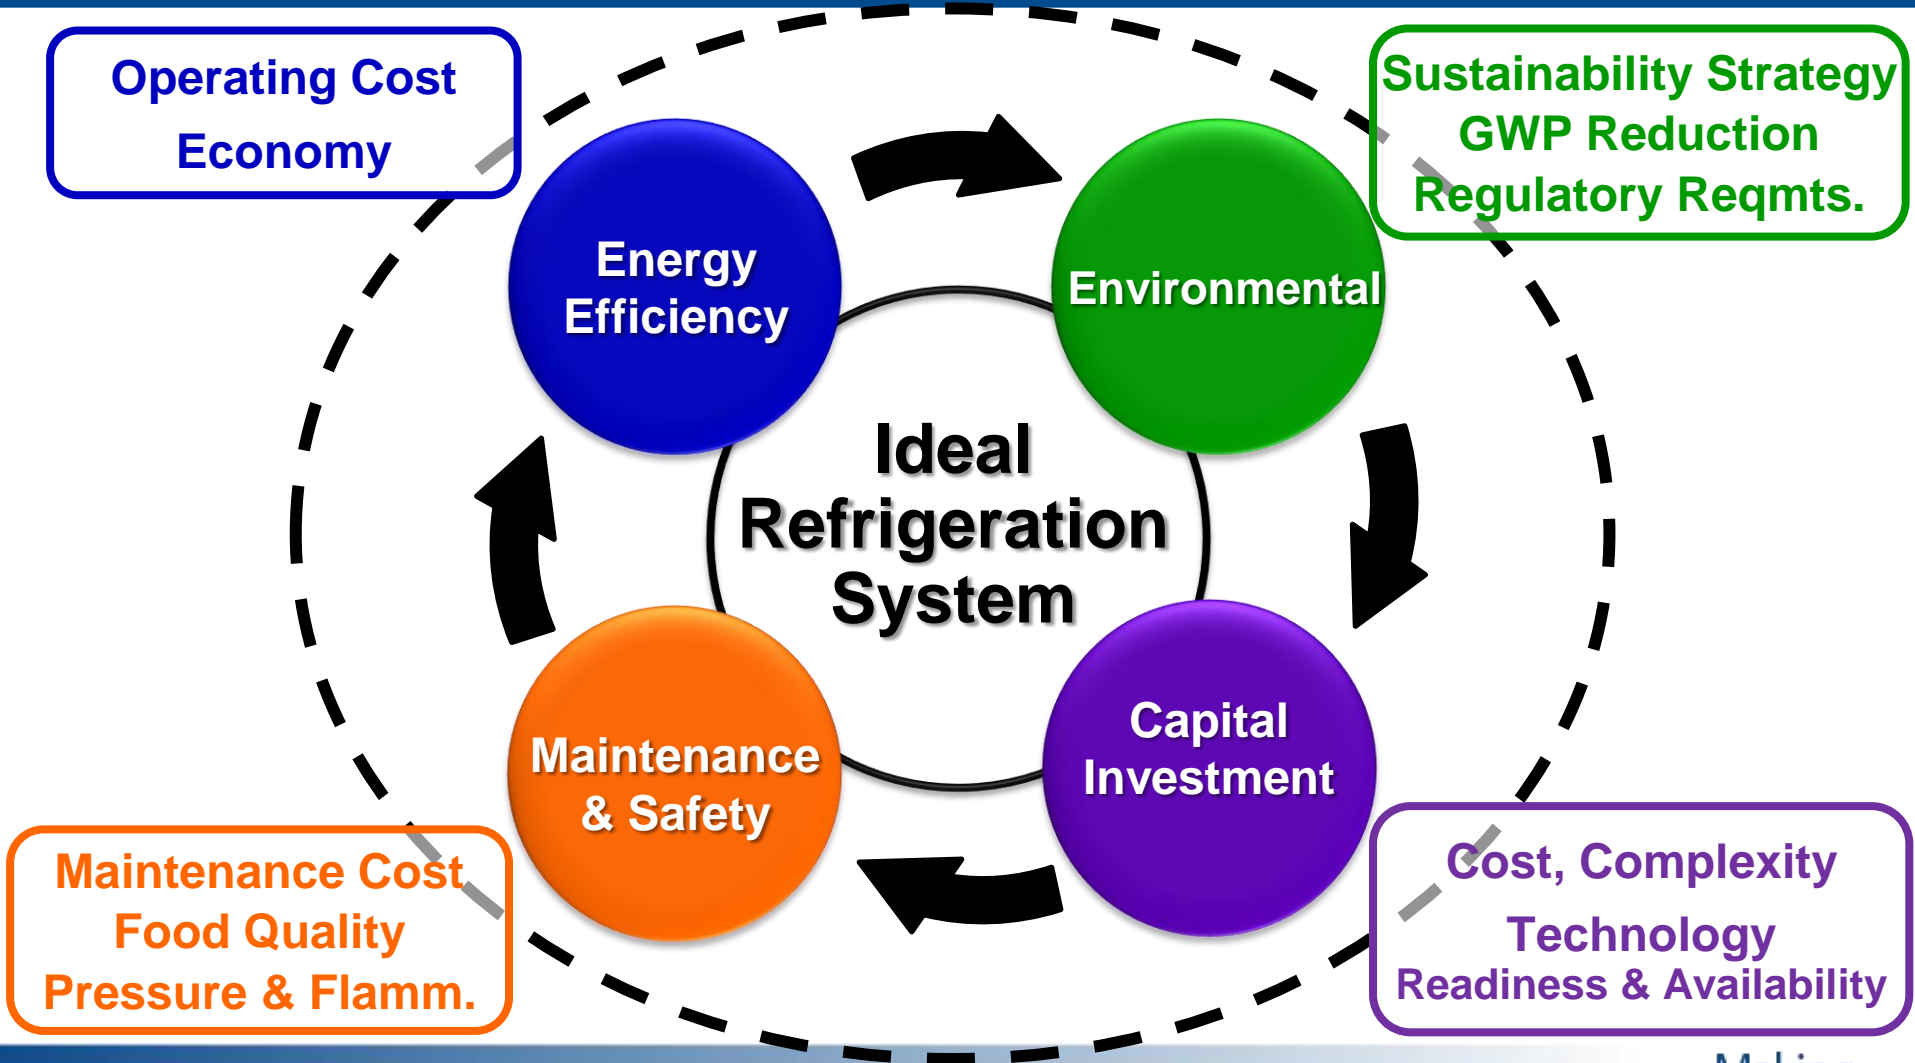 Operating Cost
Economy
Sustainability Strategy
GWP Reduction
Regulatory Reqmts.
Energy
Efficiency
Environmental
Ideal
Refrigeration
System
Maintenance
& Safety
Capital
Investment
Maintenance Cost
Food Quality
Pressure & Flamm.
Cost, Complexity
Technology
Readiness & Availability